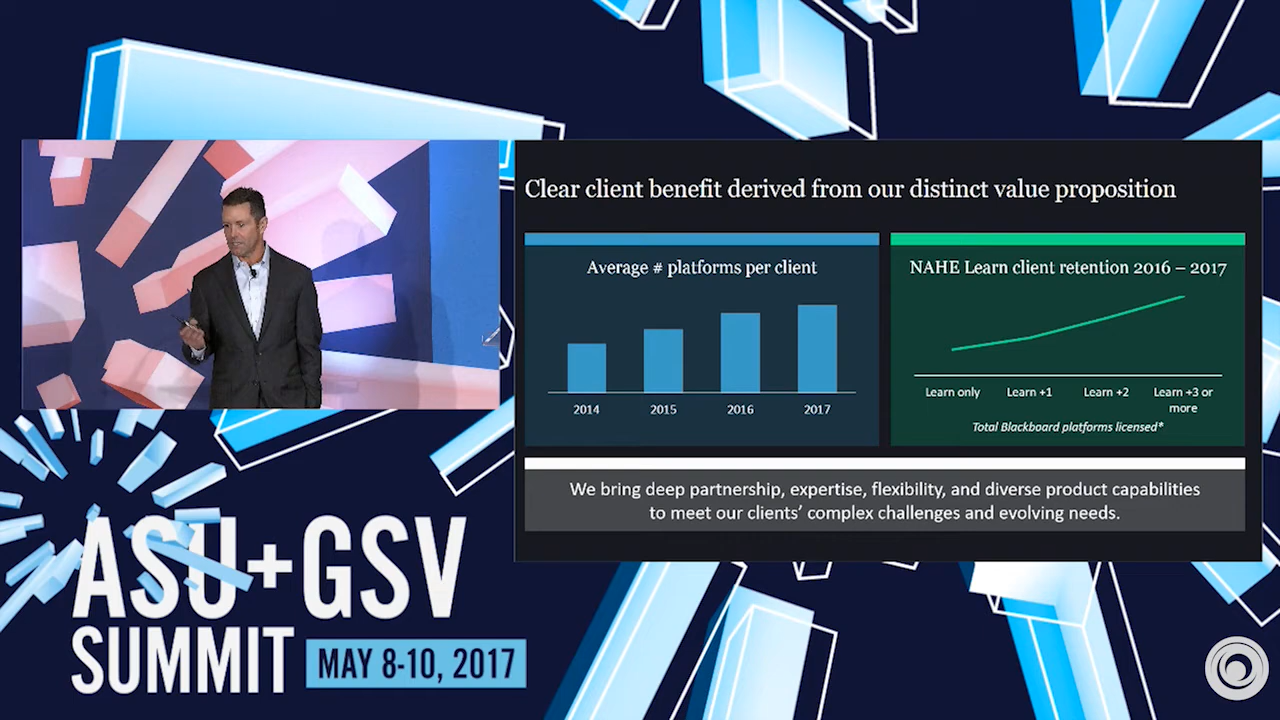 Clear client benefit derived from our distinct value proposition
Average # platforms per client
2014 2015 2016 2017
NAHE Learn client retention 2016 – 2017
Learn only Learn +1 Learn +2 Learn +3 or
more
Total Blackboard platforms licensed*
We bring deep partnership, expertise, flexibility, and diverse product capabilities
to meet our clients’ complex challenges and evolving needs.
ASU+GSV
SUMMIT
MAY 8-10, 2017